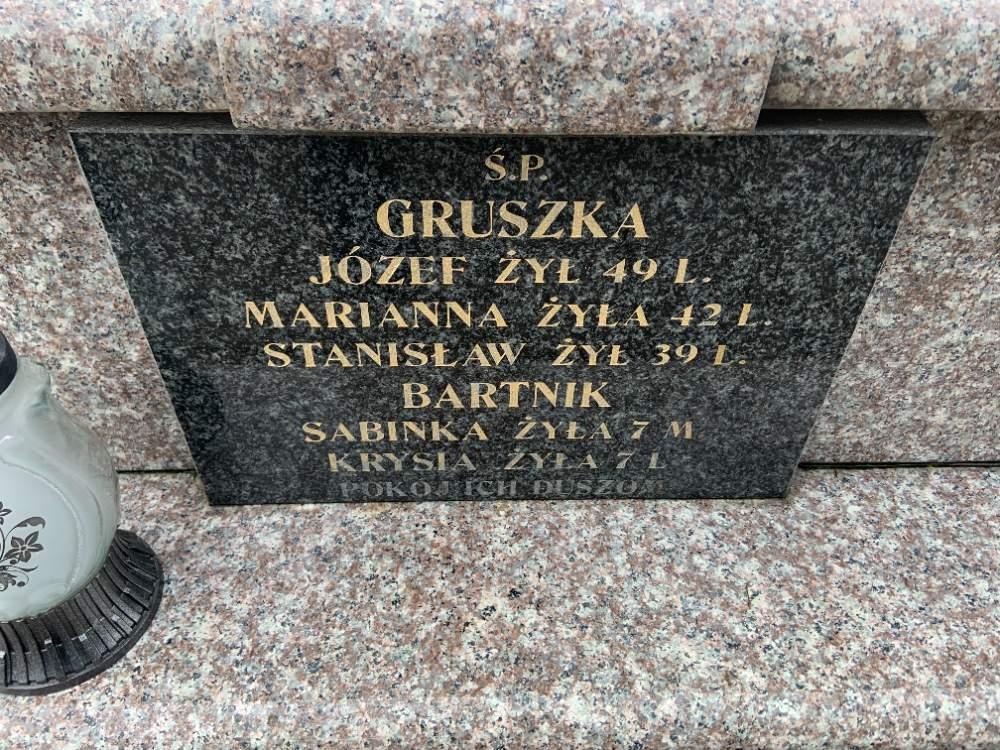 Ś.P.
GRUSZKA
JÓZEF ŻYŁ 49 L.
MARIANNA ŻYŁA 42 L.
STANISŁAW ŻYŁ 39 L.
BARTNIK
SABINKA ŻYŁA 7 M.
KRYSIA ŻYŁA 7 L
POKÓJ ICH DUSZOM